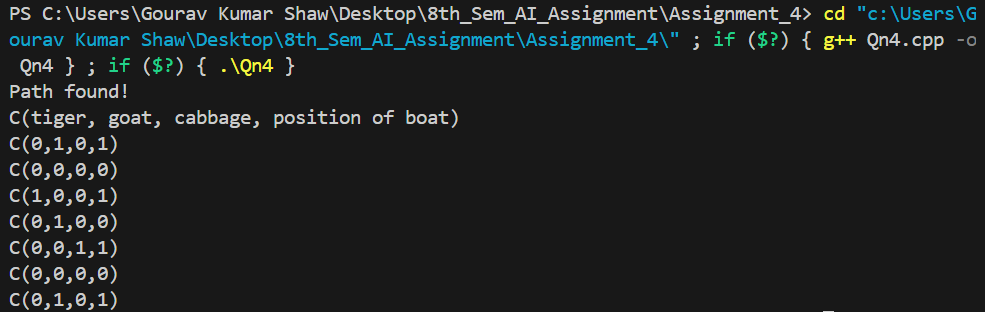 PS C:\Users\Gourav Kumar Shaw\Desktop\8th_Sem_AI_Assignment\Assignment_4> cd "c:\Users\G
ourav Kumar Shaw\Desktop\8th_Sem_AI_Assignment\Assignment_4\" ; if ($?) { g++ Qn4.cpp -o
 Qn4 } ; if ($?) { .\Qn4 }
Path found!
C(tiger, goat, cabbage, position of boat)
C(0,1,0,1)
C(0,0,0,0)
C(1,0,0,1)
C(0,1,0,0)
C(0,0,1,1)
C(0,0,0,0)
C(0,1,0,1)